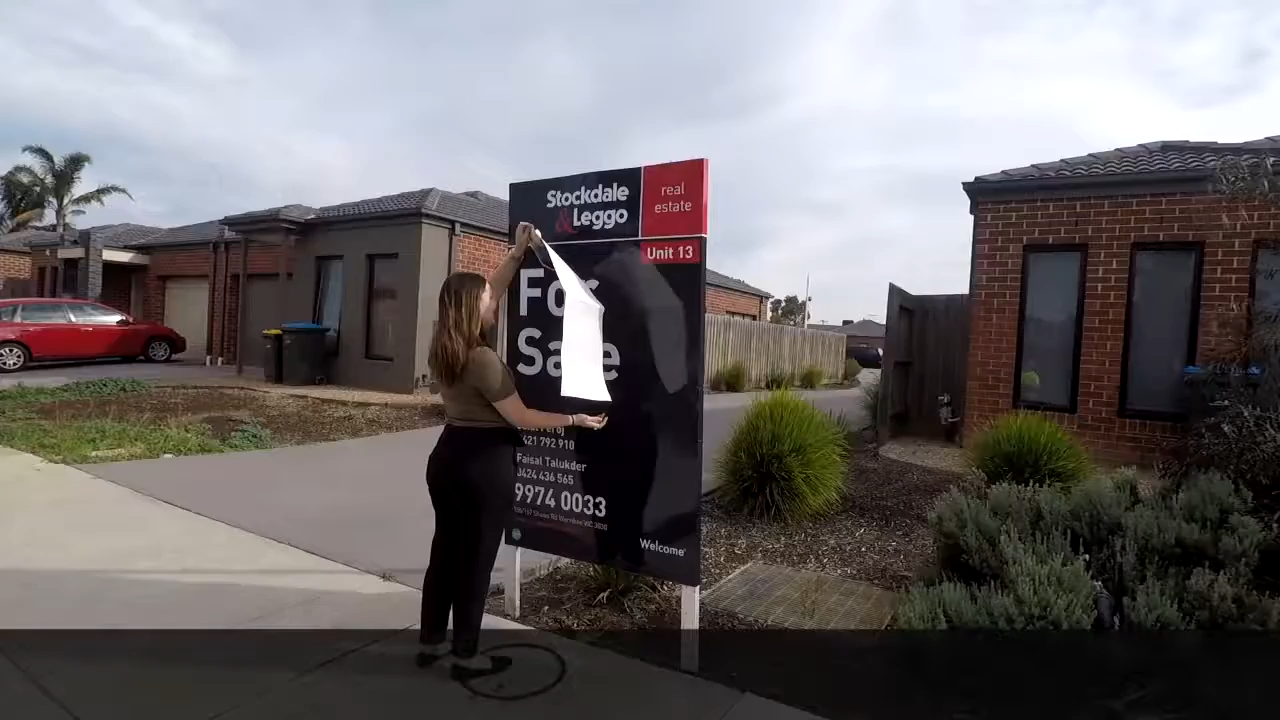 Stockdale
& Leggo
real
estate
Unit 13
For
Sale
421 792 910
Faisal Talukder
0424 436 565
9974 0033
Welcome